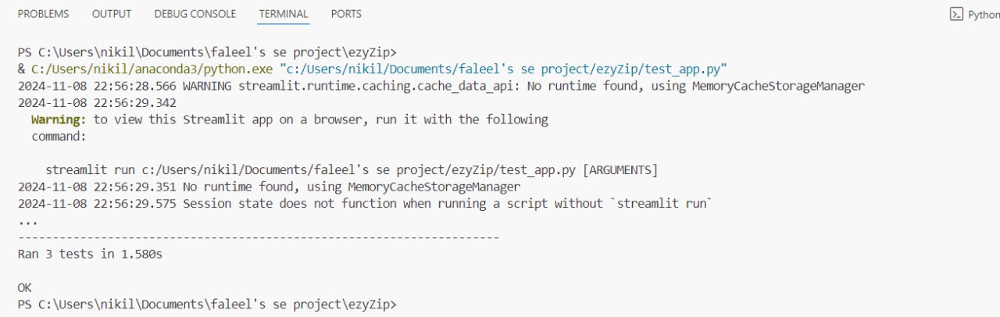 PROBLEMS OUTPUT DEBUG CONSOLE TERMINAL PORTS Python
PS C:\Users\nikil\Documents\faleel's se project\ezyZip>
& C:/Users/nikil/anaconda3/python.exe "c:/Users/nikil/Documents/faleel's se project/ezyZip/test_app.py"
2024-11-08 22:56:28.566 WARNING streamlit.runtime.caching.cache_data_api: No runtime found, using MemoryCacheStorageManager
2024-11-08 22:56:29.342
Warning: to view this Streamlit app on a browser, run it with the following
command:
streamlit run c:/Users/nikil/Documents/faleel's se project/ezyZip/test_app.py [ARGUMENTS]
2024-11-08 22:56:29.351 No runtime found, using MemoryCacheStorageManager
2024-11-08 22:56:29.575 Session state does not function when running a script without `streamlit run`
...
----------------------------------------------------------------------
Ran 3 tests in 1.580s
OK
PS C:\Users\nikil\Documents\faleel's se project\ezyZip>